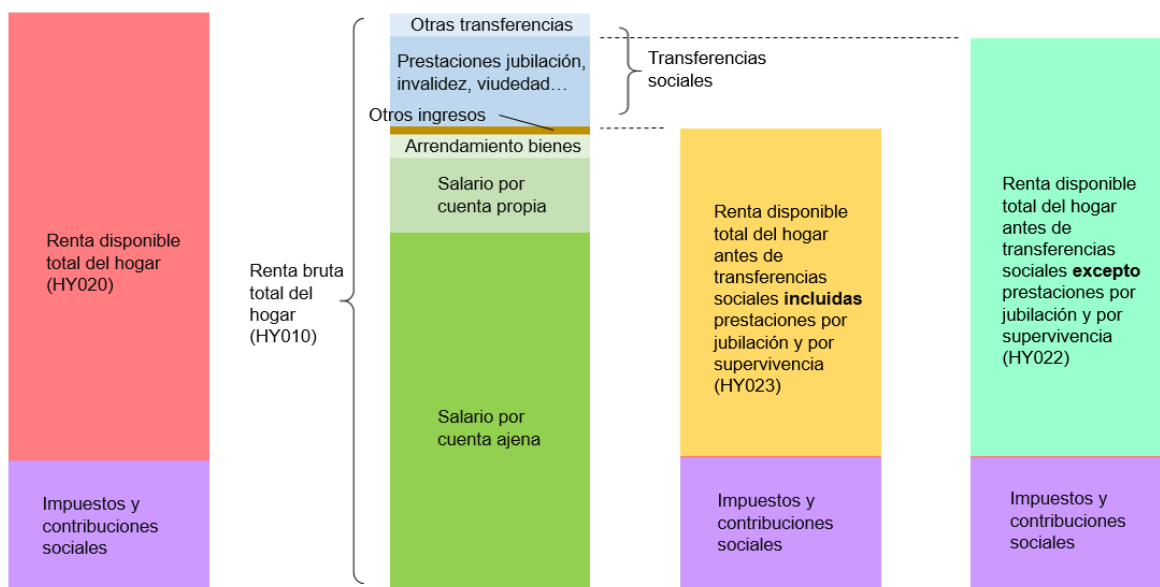 Renta disponible
total del hogar
(HY020)
Impuestos y
contribuciones
sociales
Renta bruta
total del
hogar
(HY010)
Otras transferencias
Prestaciones jubilación,
invalidez, viudedad…
Otros ingresos
Arrendamiento bienes
Salario por
cuenta propia
Salario por
cuenta ajena
Transferencias
sociales
Renta disponible
total del hogar
antes de
transferencias
sociales incluidas
prestaciones por
jubilación y por
supervivencia
(HY023)
Impuestos y
contribuciones
sociales
Renta disponible
total del hogar
antes de
transferencias
sociales excepto
prestaciones por
jubilación y por
supervivencia
(HY022)
Impuestos y
contribuciones
sociales